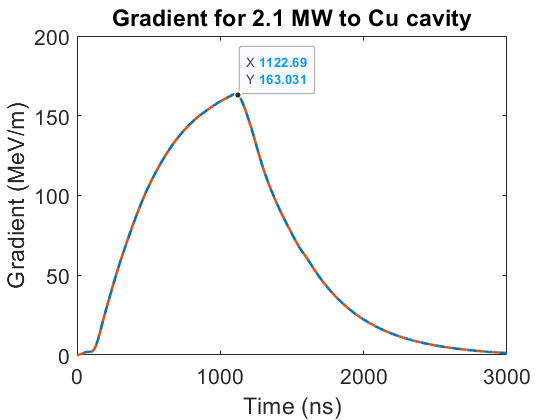 Gradient for 2.1 MW to Cu cavity
200
X 1122.69
Y 163.031
150
100
50
0
Gradient (MeV/m)
0
1000
2000
3000
Time (ns)